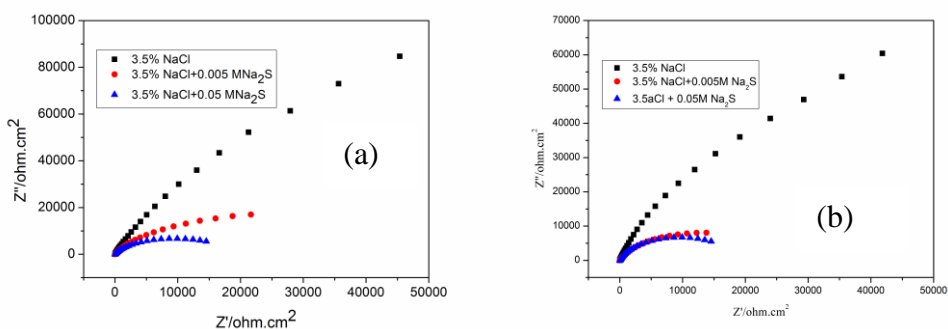 100000
80000
60000
40000
20000
0
Z"/ohm.cm2
3.5% NaCl
3.5% NaCl+0.005 MNa2S
3.5% NaCl+0.05 MNa2S
(a)
0 10000 20000 30000 40000 50000
Z'/ohm.cm2
70000
60000
50000
40000
30000
20000
10000
0
Z"/ohm.cm2
3.5% NaCl
3.5% NaCl+0.005M Na2S
3.5aCl + 0.05M Na2S
(b)
0 10000 20000 30000 40000 50000
Z'/ohm.cm2